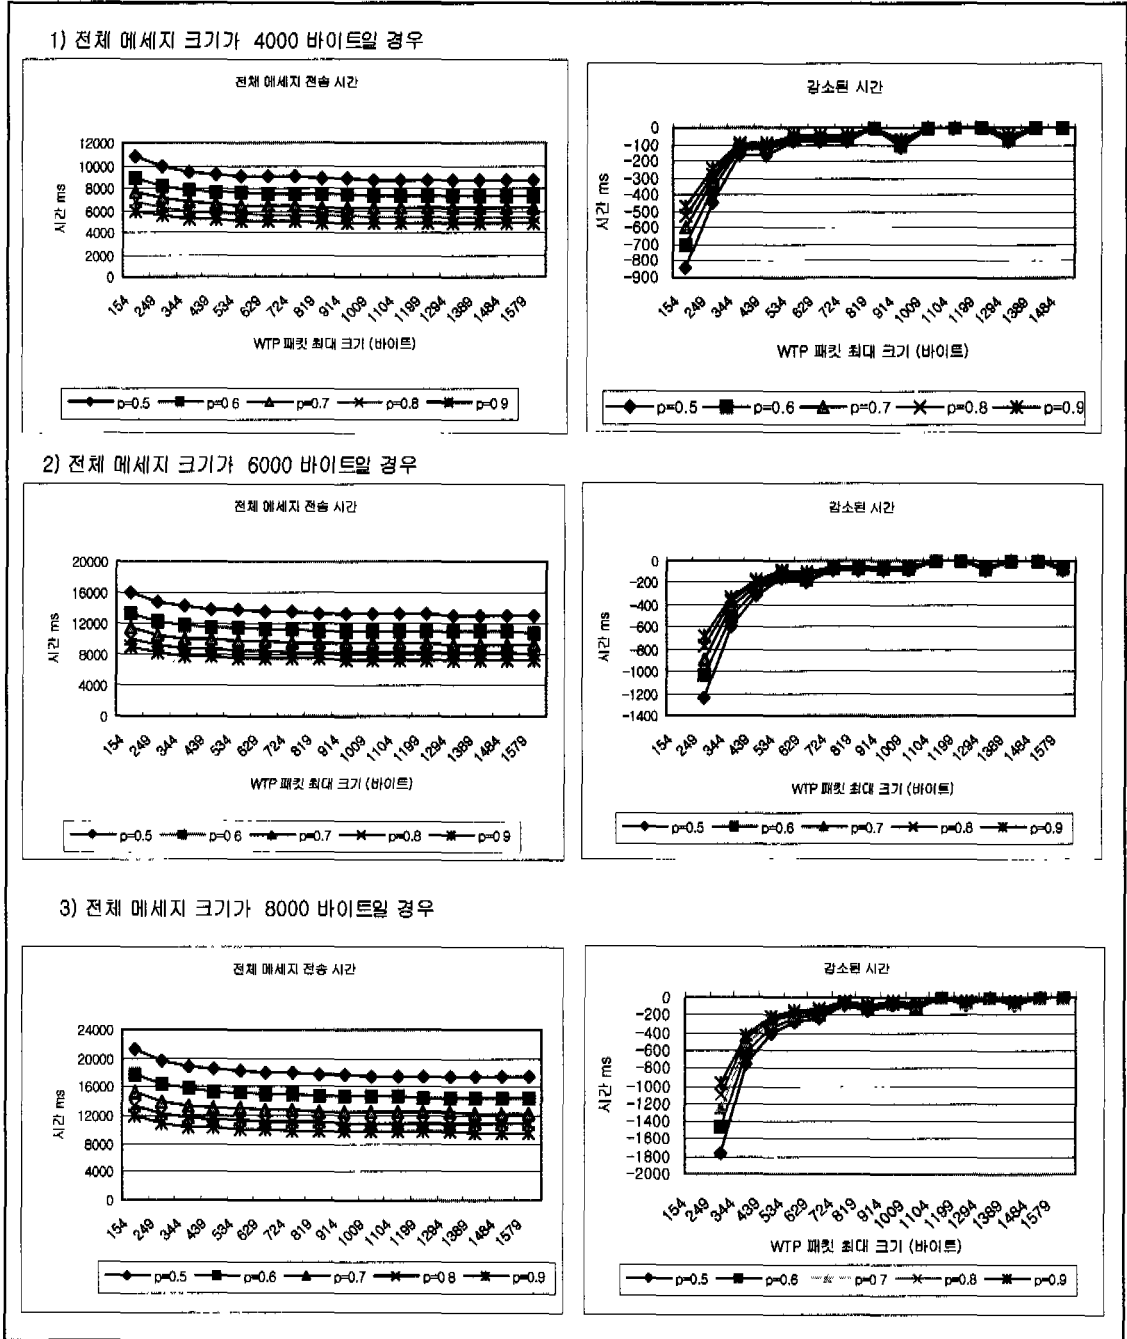 1) 전체 메세지 크기가 4000 바이트일 경우
전체 메세지 전송 시간
12000
10000
8000
6000
4000
2000
0
시간 ms
154 249 344 439 534 629 724 819 914 1009 1104 1199 1294 1389 1484 1579
WTP 패킷 최대 크기 (바이트)
p=0.5 p=0 6 p=0.7 p=0.8 p=0 9
감소된 시간
0
-100
-200
-300
-400
-500
-600
-700
-800
-900
시간 ms
154 249 344 439 534 629 724 819 914 1009 1104 1199 1294 1389 1484
WTP 패킷 최대 크기 (바이트)
p=0.5 p=0.6 p=0.7 p=0.8 p=0.9
2) 전체 메세지 크기가 6000 바이트일 경우
전체 메세지 전송 시간
20000
16000
12000
8000
4000
0
시간 ms
154 249 344 439 534 629 724 819 914 1009 1104 1199 1294 1389 1484 1579
WTP 패킷 최대 크기 (바이트)
p=0.5 p=0 6 p=0.7 p=0.8 p=0 9
감소된 시간
0
-200
-400
-600
-800
-1000
-1200
-1400
시간 ms
154 249 344 439 534 629 724 819 914 1009 1104 1199 1294 1389 1484 1579
WTP 패킷 최대 크기 (바이트)
p=0.5 p=0.6 p=0.7 p=0.8 p=0.9
3) 전체 메세지 크기가 8000 바이트일 경우
전체 메세지 전송 시간
24000
20000
16000
12000
8000
4000
0
시간 ms
154 249 344 439 534 629 724 819 914 1009 1104 1199 1294 1389 1484 1579
WTP 패킷 최대 크기 (바이트)
p=0.5 p=0.6 p=0.7 p=0 8 p=0.9
감소된 시간
0
-200
-400
-600
-800
-1000
-1200
-1400
-1600
-1800
-2000
시간 ms
154 249 344 439 534 629 724 819 914 1009 1104 1199 1294 1389 1484 1579
WTP 패킷 최대 크기 (바이트)
p=0.5 p=0.6 p=0 7 p=0.8 p=0.9